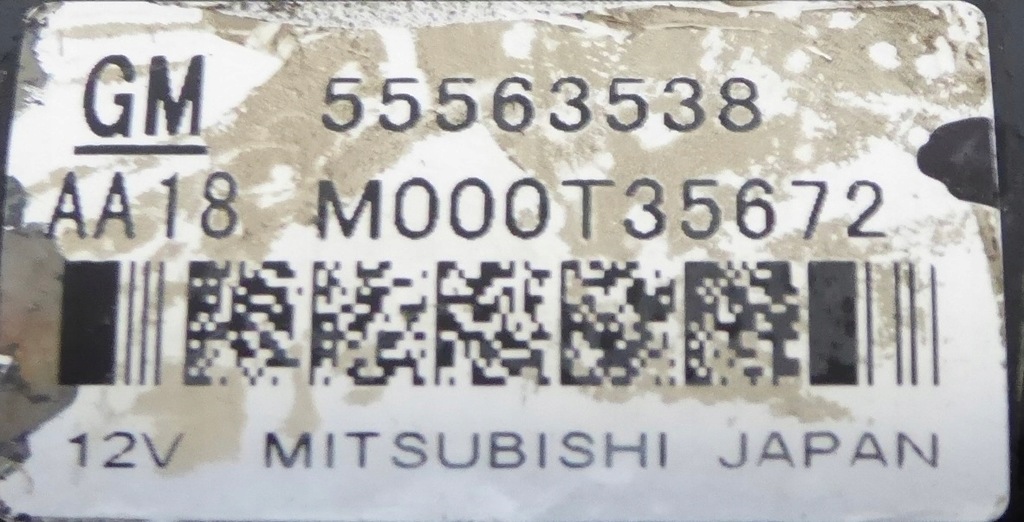 GM 55563538
AA18 M000T35672
12V MITSUBISHI JAPAN